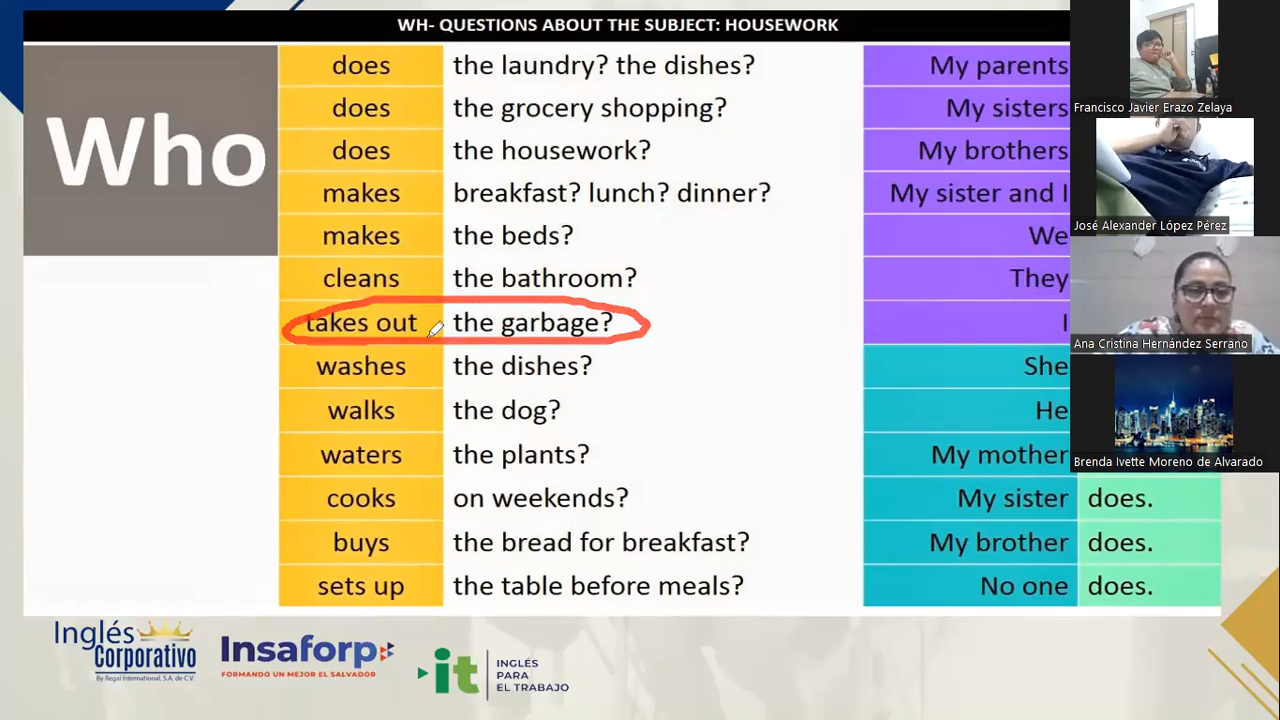 WH- QUESTIONS ABOUT THE SUBJECT: HOUSEWORK
Who
does the laundry? the dishes? My parents
does the grocery shopping? My sisters
does the housework? My brothers
makes breakfast? lunch? dinner? My sister and I
makes the beds? We
cleans the bathroom? They
takes out the garbage? I
washes the dishes? She
walks the dog? He
waters the plants? My mother
cooks on weekends? My sister does.
buys the bread for breakfast? My brother does.
sets up the table before meals? No one does.
Francisco Javier Erazo Zelaya
José Alexander López Pérez
Ana Cristina Hernández Serrano
Brenda Ivette Moreno de Alvarado
Inglés
Corporativo
By Regal International, S.A. de C.V.
Insaforp
FORMANDO UN MEJOR EL SALVADOR
it
INGLÉS
PARA
EL TRABAJO